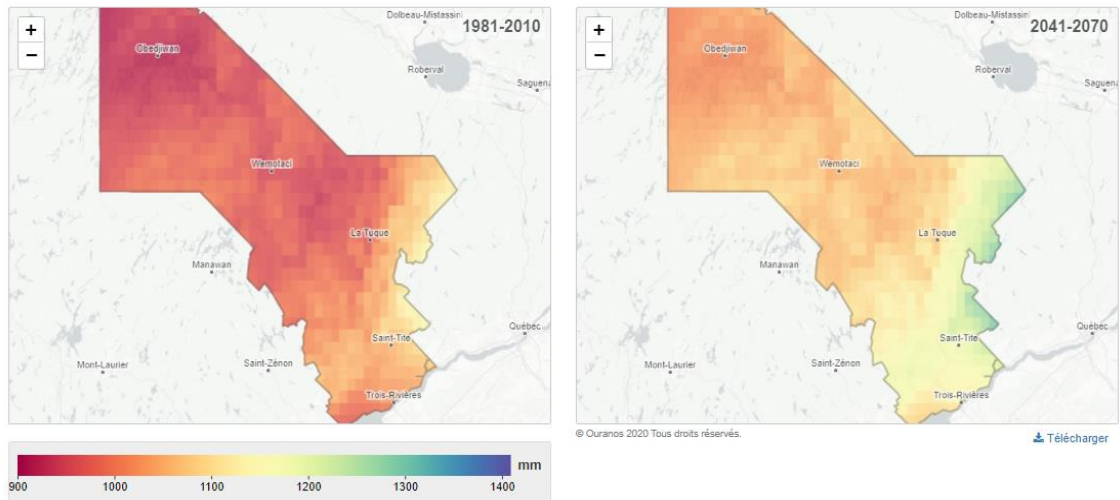 +
−
1981-2010
Dolbeau-Mistassini
Obedjiwan
Roberval
Saguena
Wemotaci
La Tuque
Manawan
Saint-Tite
Québec
Mont-Laurier
Saint-Zénon
Trois-Rivières
900 1000 1100 1200 1300 1400
mm
+
−
2041-2070
Dolbeau-Mistassini
Obedjiwan
Roberval
Saguena
Wemotaci
La Tuque
Manawan
Saint-Tite
Québec
Mont-Laurier
Saint-Zénon
Trois-Rivières
© Ouranos 2020 Tous droits réservés.
Télécharger